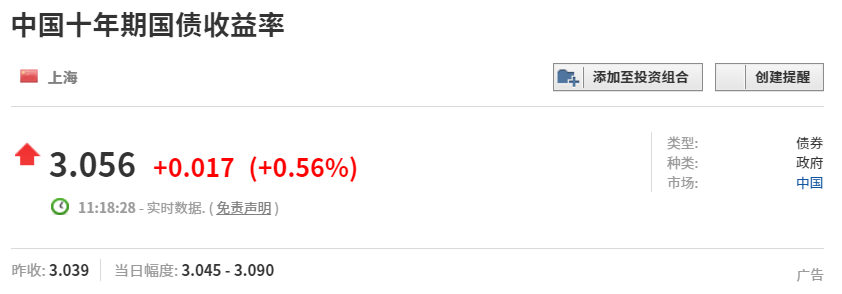 中国十年期国债收益率
上海
添加至投资组合
创建提醒
3.056 +0.017 (+0.56%)
11:18:28 - 实时数据. ( 免责声明 )
类型: 债券
种类: 政府
市场: 中国
昨收: 3.039 当日幅度: 3.045 - 3.090
广告